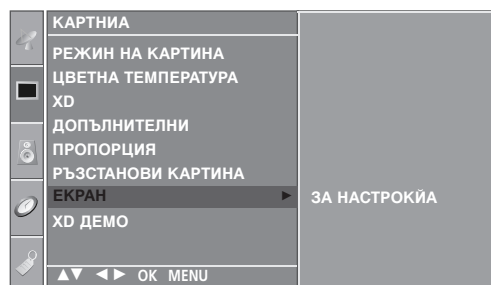 КАРТНИА
РЕЖИН НА КАРТИНА
ЦВЕТНА ТЕМПЕРАТУРА
XD
ДОПЪЛНИТЕЛНИ
ПРОПОРЦИЯ
РЪЗСТАНОВИ КАРТИНА
ЕКРАН ► ЗА НАСТРОКЙА
XD ДЕМО
▲▼ ◄► OK MENU